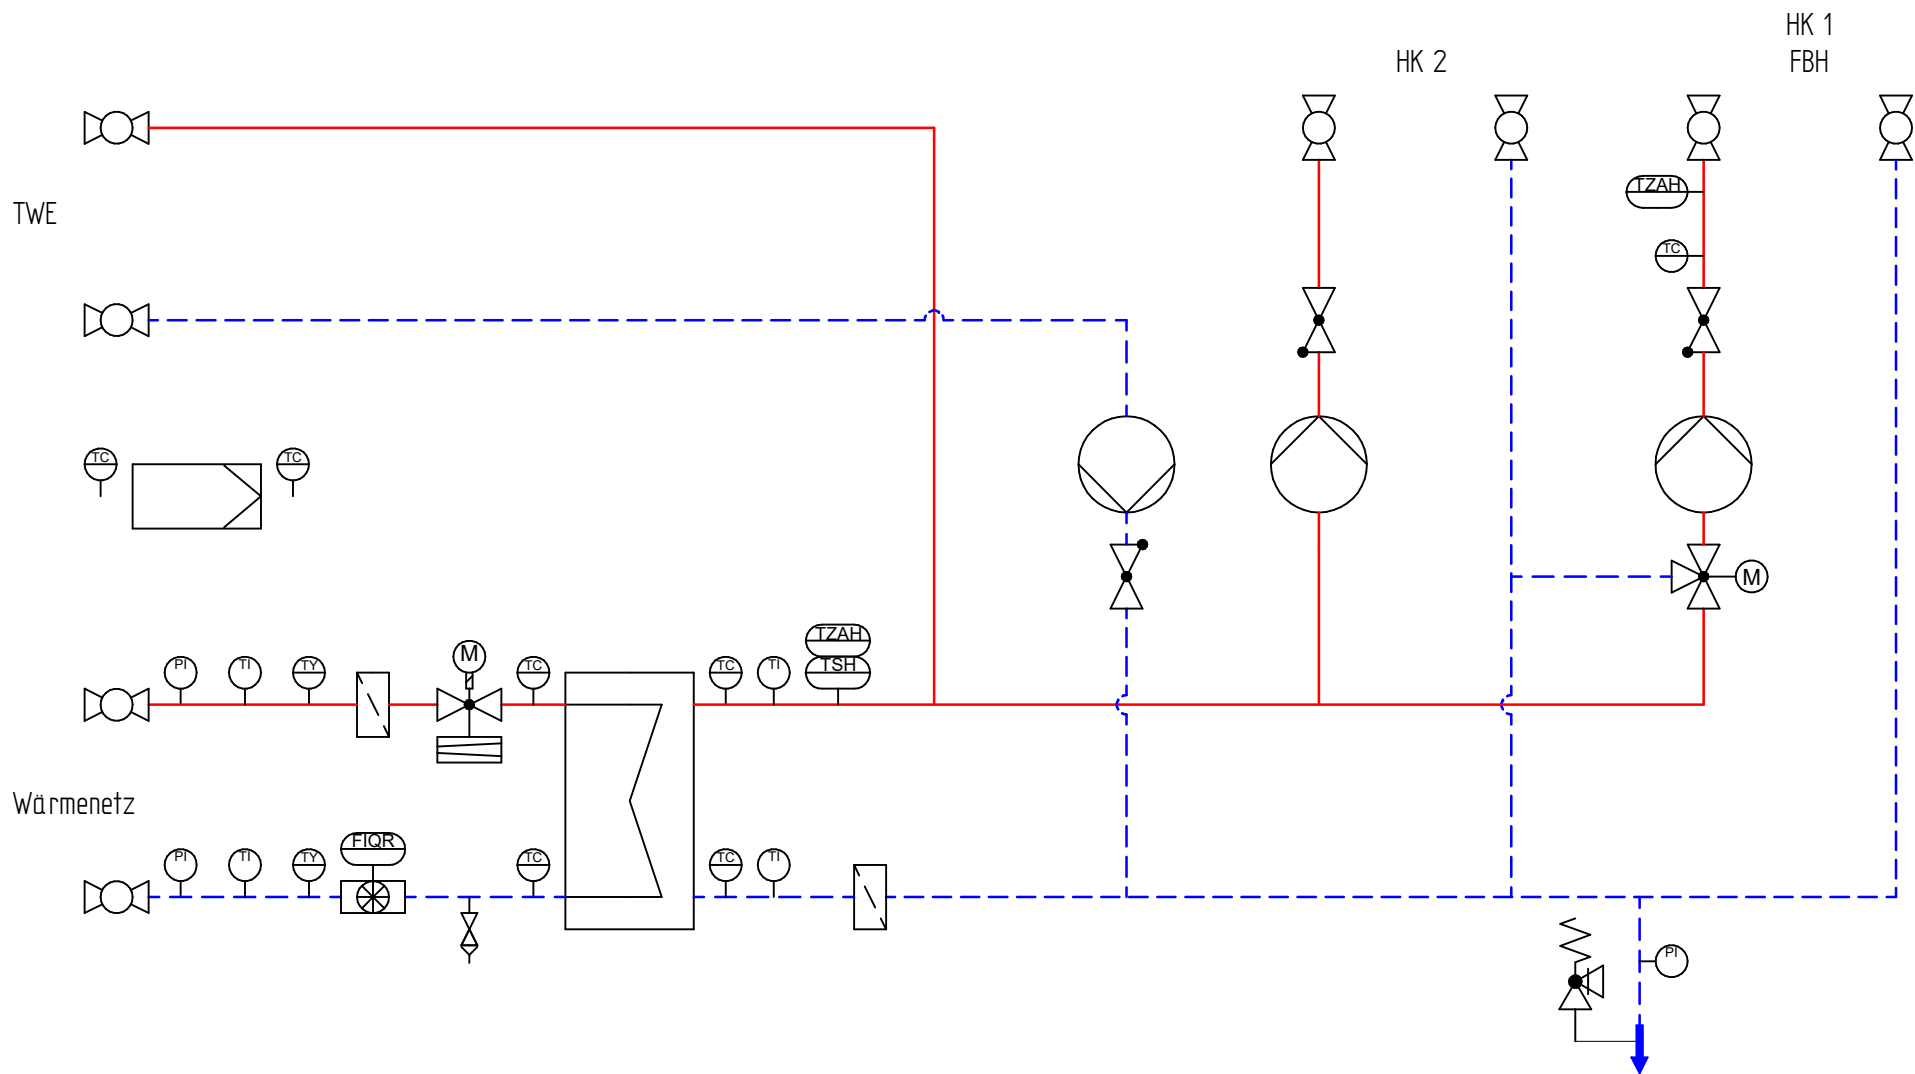 HK 1
HK 2
FBH
TWE
TZAH
TC
TC
TC
TZAH
M
M
PI
TI
TY
TC
TC
TI
TSH
Wärmenetz
FIQR
PI
TI
TY
TC
TC
TI
PI